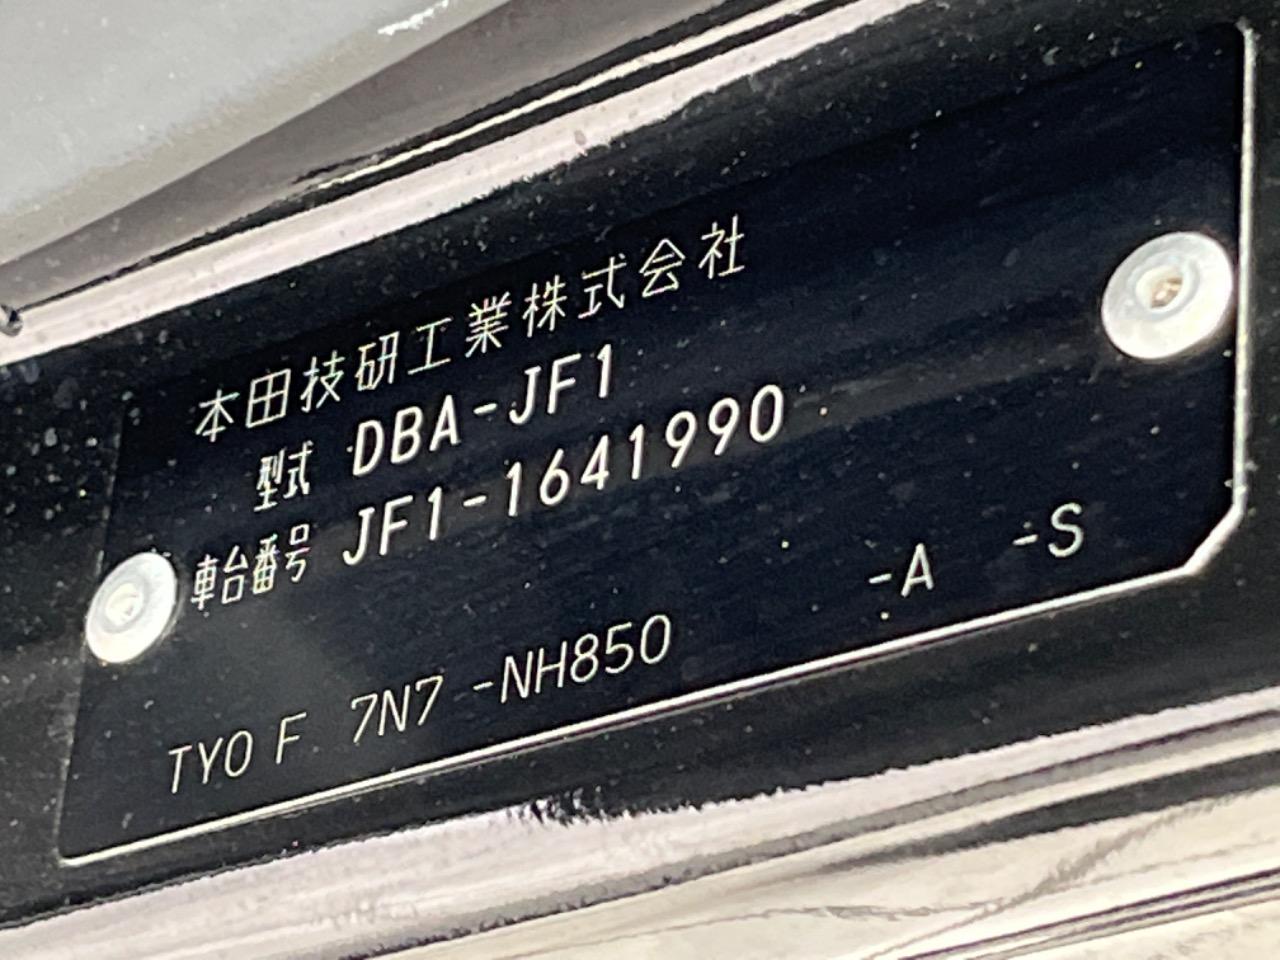 本田技研工業株式会社
型式 DBA-JF1
車台番号 JF1-1641990
-A -S
TYO F 7N7 -NH850